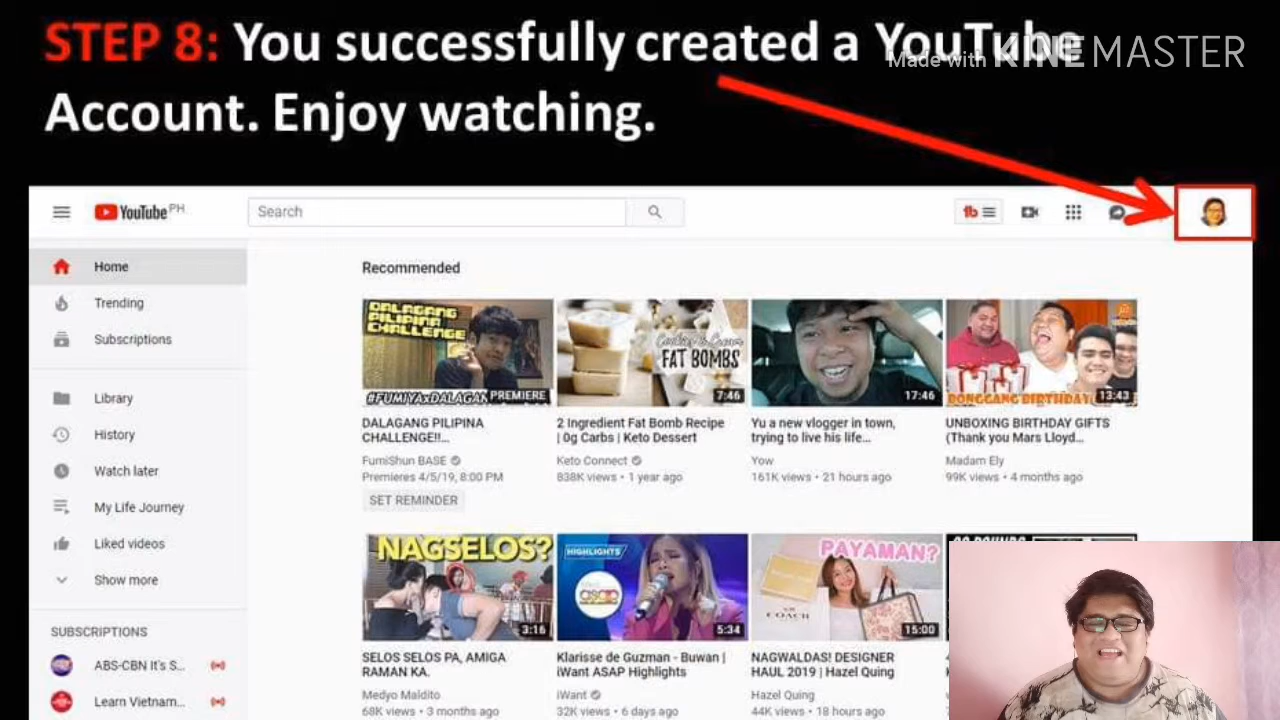 STEP 8: You successfully created a YouTube
Made with KINEMASTER
Account. Enjoy watching.
YouTube PH
Search
Home
Trending
Subscriptions
Library
History
Watch later
My Life Journey
Liked videos
Show more
SUBSCRIPTIONS
ABS-CBN It's S...
Learn Vietnam...
Recommended
DALAGANG
PILIPINA
CHALLENGE
#FUMIYAxDALAGAN
PREMIERE
DALAGANG PILIPINA
CHALLENGE!!...
FumiShun BASE
Premieres 4/5/19, 8:00 PM
SET REMINDER
FAT BOMBS
7:46
2 Ingredient Fat Bomb Recipe
| 0g Carbs | Keto Dessert
Keto Connect
838K views • 1 year ago
17:46
Yu a new vlogger in town,
trying to live his life...
Yow
161K views • 21 hours ago
BONGGANG BIRTHDAY
13:43
UNBOXING BIRTHDAY GIFTS
(Thank you Mars Lloyd...
Madam Ely
99K views • 4 months ago
NAGSELOS?
3:16
SELOS SELOS PA, AMIGA
RAMAN KA.
Medyo Maldito
68K views • 3 months ago
HIGHLIGHTS
asap
5:34
Klarisse de Guzman - Buwan |
iWant ASAP Highlights
iWant
32K views • 6 days ago
PAYAMAN?
COACH
15:00
NAGWALDAS! DESIGNER
HAUL 2019 | Hazel Quing
Hazel Quing
44K views • 18 hours ago